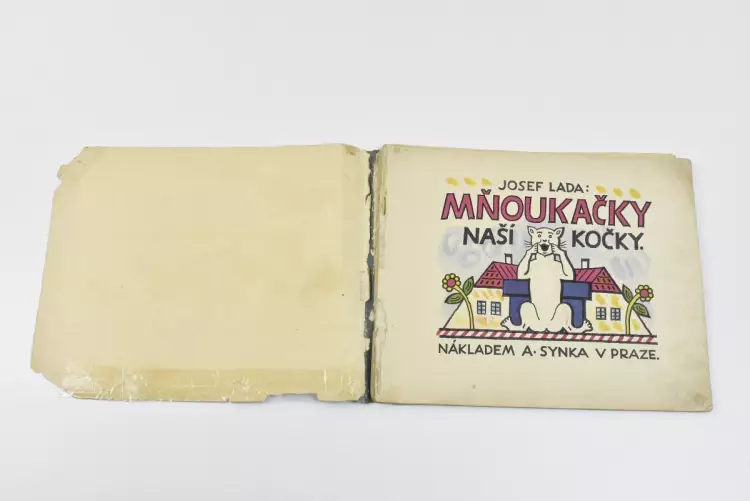 JOSEF LADA:
MŇOUKAČKY
NAŠÍ KOČKY.
NÁKLADEM A. SYNKA V PRAZE.